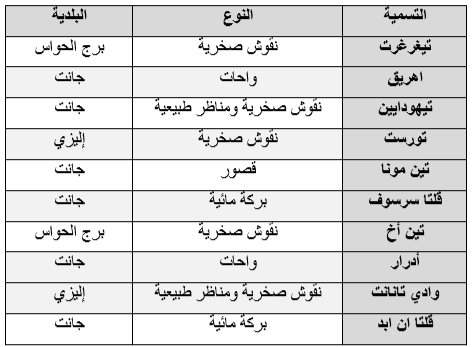 التسمية النوع البلدية
تيغرغرت نقوش صخرية برج الحواس
اهريق واحات جانت
تيهودايين نقوش صخرية ومناظر طبيعية جانت
تورست نقوش صخرية إليزي
تين مونا قصور جانت
قلتا سرسوف بركة مائية جانت
تين أخ نقوش صخرية برج الحواس
أدرار واحات جانت
وادي تانانت نقوش صخرية ومناظر طبيعية إليزي
قلتا ان ابد بركة مائية جانت